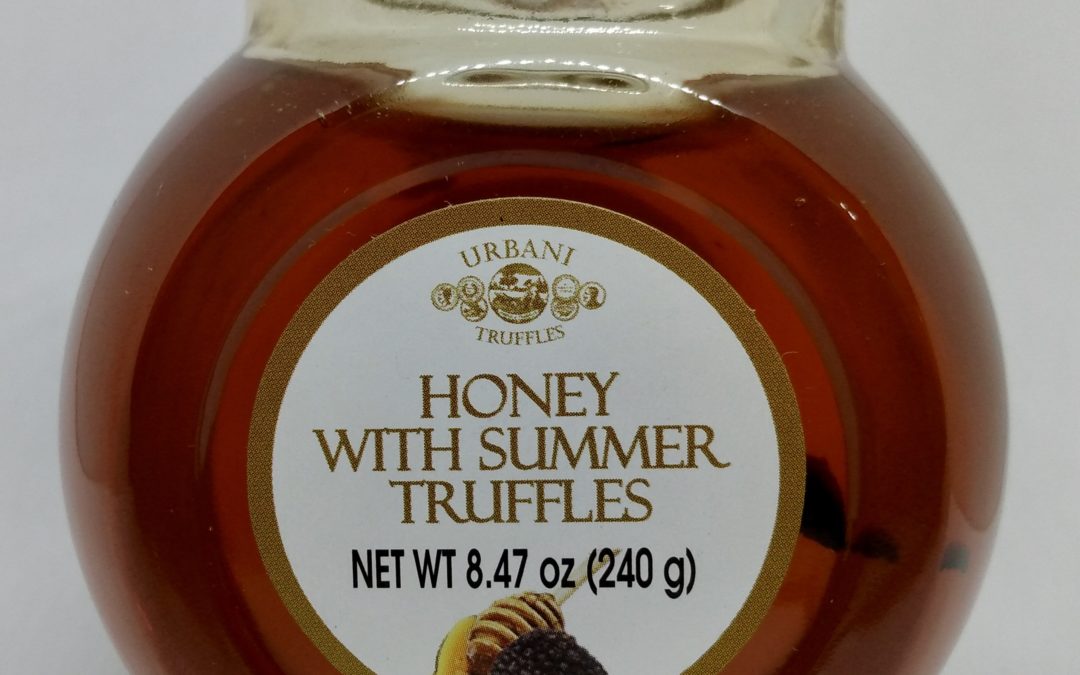 URBANI
TRUFFLES
HONEY
WITH SUMMER
TRUFFLES
NET WT 8.47 oz (240 g)